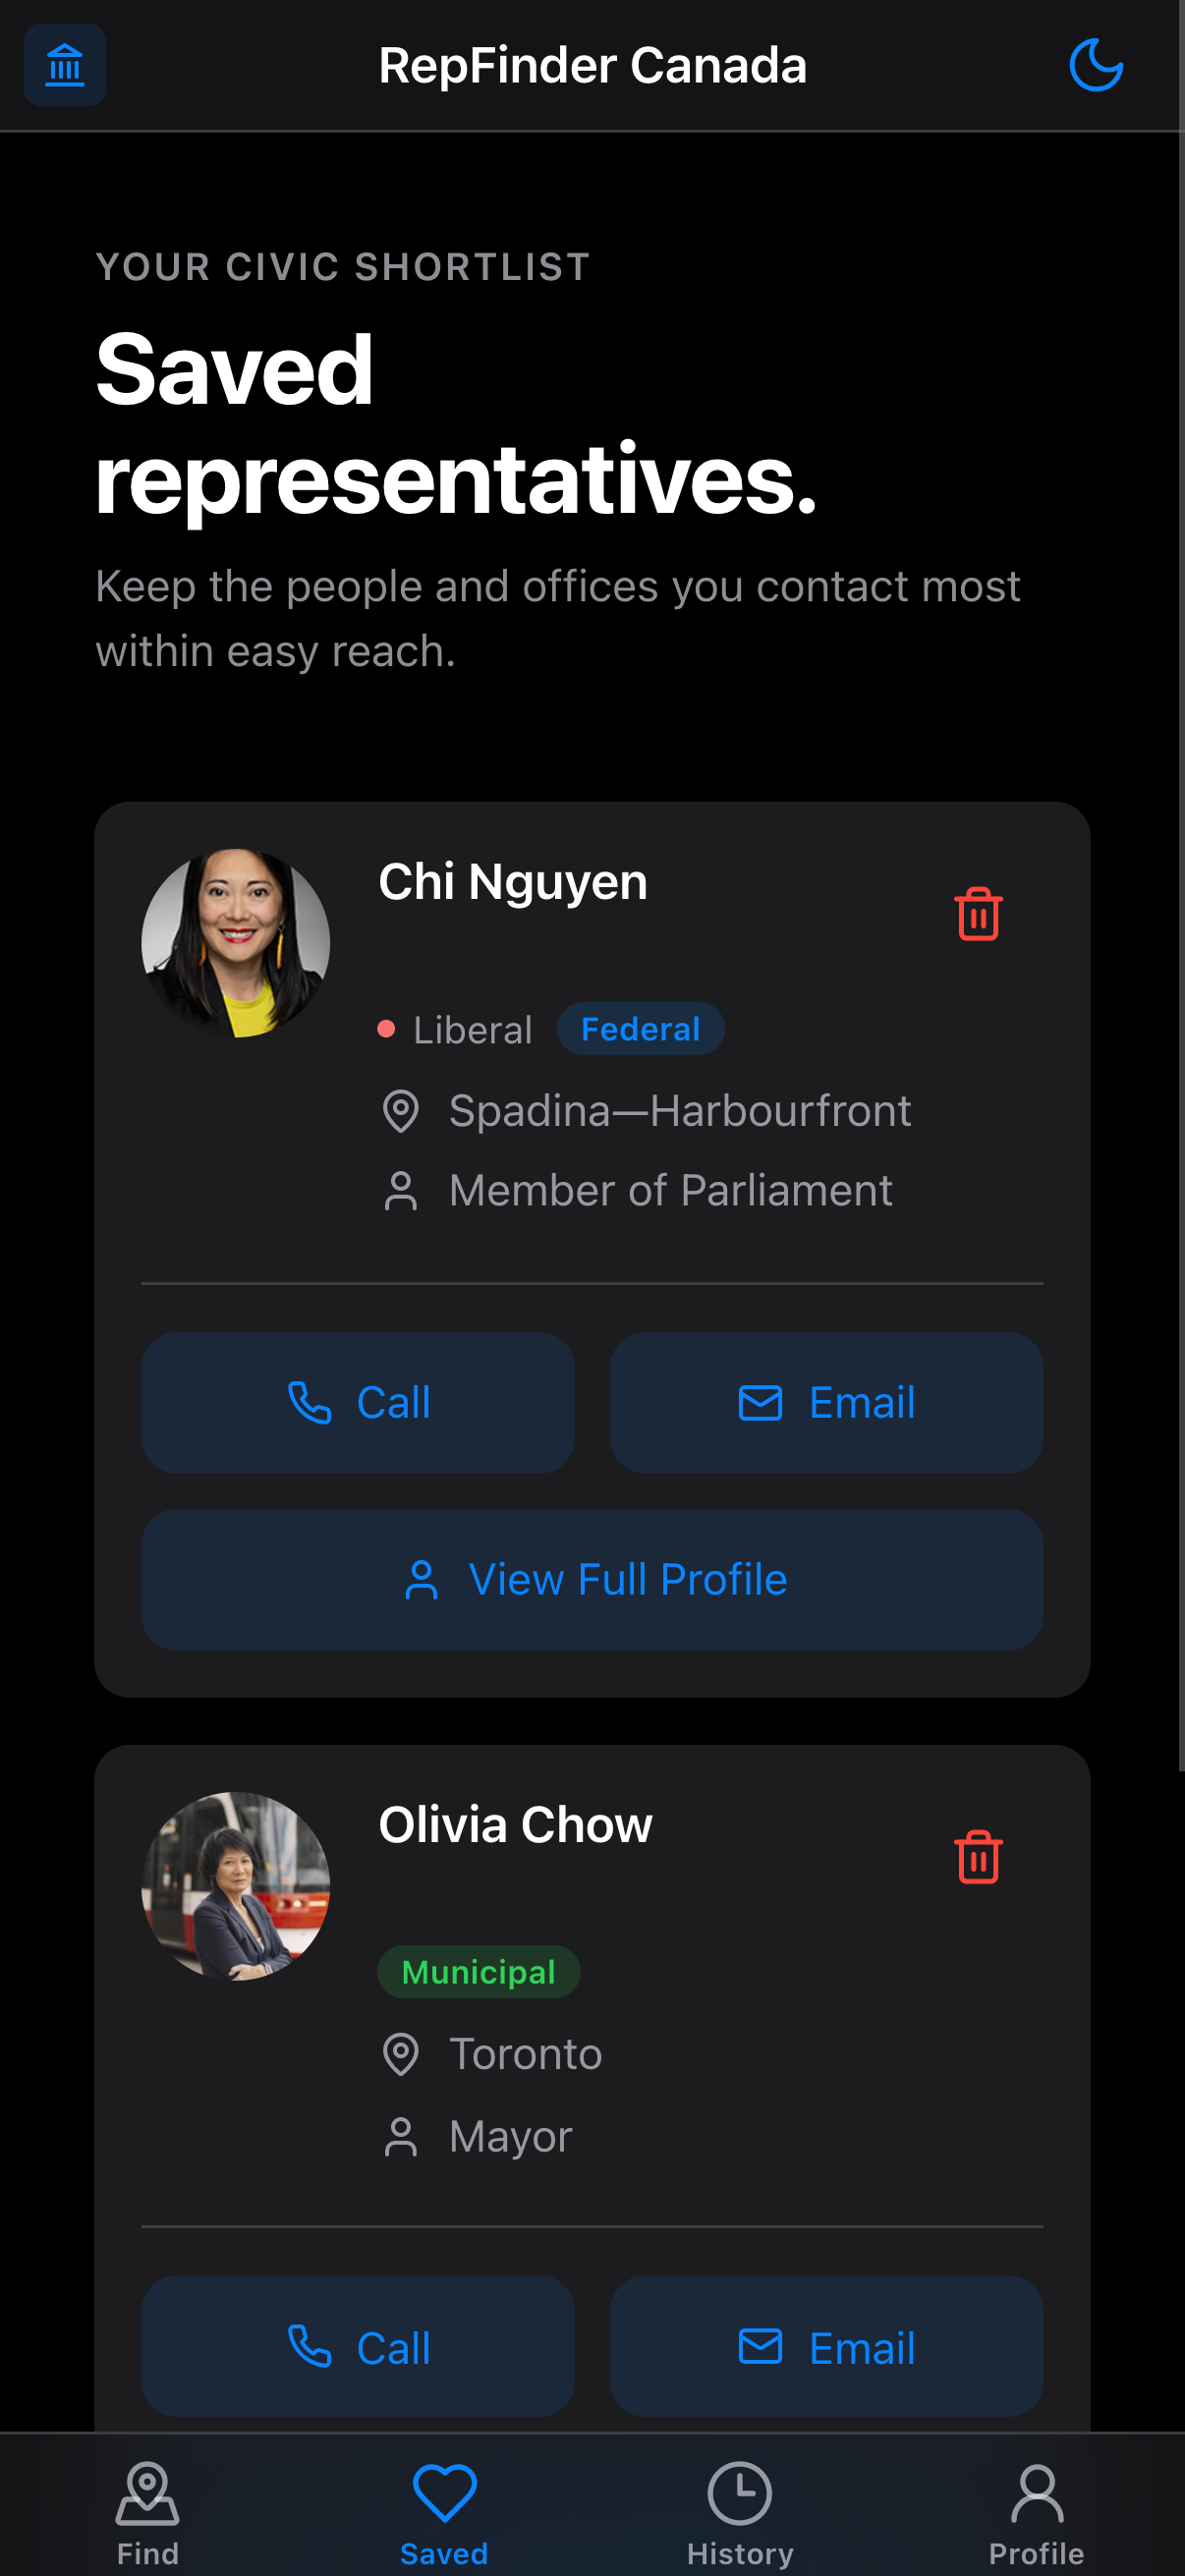 RepFinder Canada
YOUR CIVIC SHORTLIST
Saved
representatives.
Keep the people and offices you contact most
within easy reach.
Chi Nguyen
Liberal Federal
Spadina—Harbourfront
Member of Parliament
Call Email
View Full Profile
Olivia Chow
Municipal
Toronto
Mayor
Call Email
Find Saved History Profile